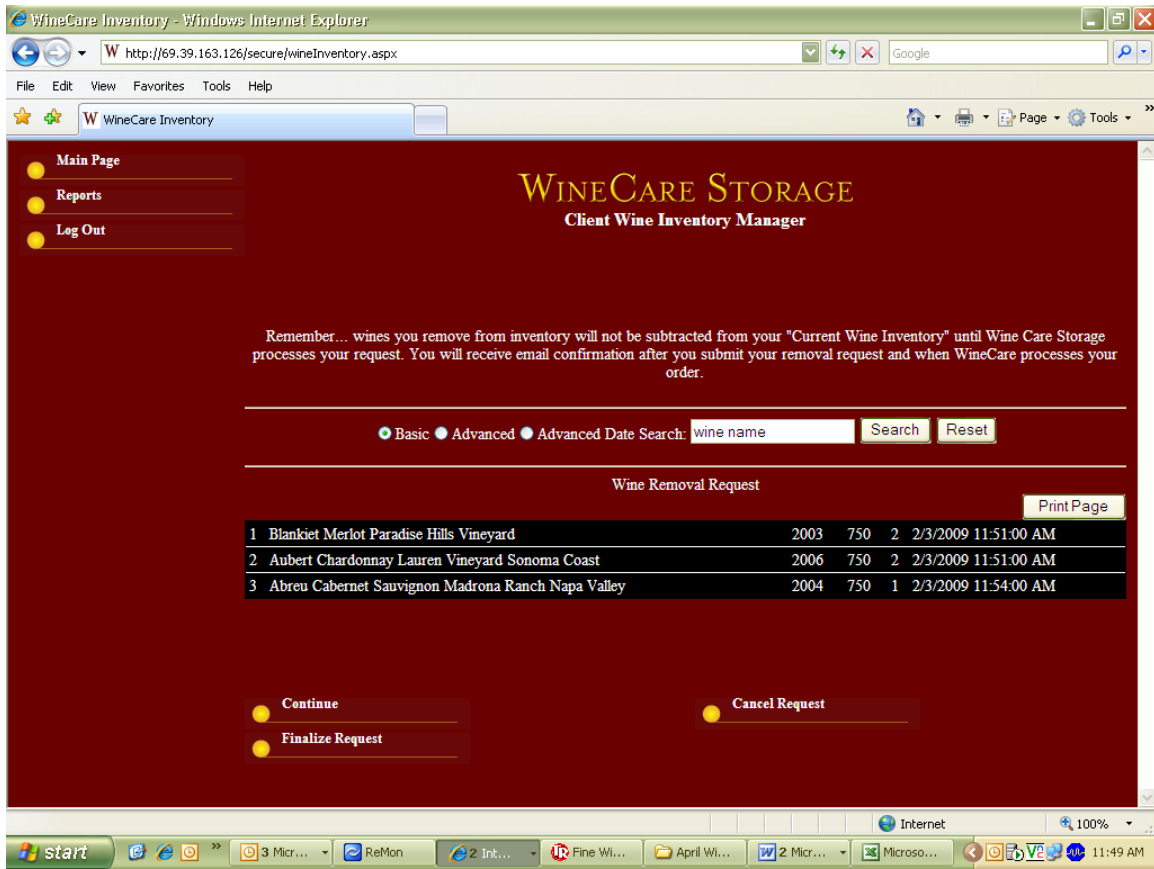 WineCare Inventory - Windows Internet Explorer
W http://69.39.163.126/secure/wineInventory.aspx
Google
File Edit View Favorites Tools Help
W WineCare Inventory
Page Tools »
Main Page
Reports
Log Out
WINECARE STORAGE
Client Wine Inventory Manager
Remember... wines you remove from inventory will not be subtracted from your "Current Wine Inventory" until Wine Care Storage
processes your request. You will receive email confirmation after you submit your removal request and when WineCare processes your
order.
Basic Advanced Advanced Date Search: wine name Search Reset
Wine Removal Request
Print Page
1 Blankiet Merlot Paradise Hills Vineyard 2003 750 2 2/3/2009 11:51:00 AM
2 Aubert Chardonnay Lauren Vineyard Sonoma Coast 2006 750 2 2/3/2009 11:51:00 AM
3 Abreu Cabernet Sauvignon Madrona Ranch Napa Valley 2004 750 1 2/3/2009 11:54:00 AM
Continue
Cancel Request
Finalize Request
Internet 100%
start » 3 Micr... ReMon 2 Int... Fine Wi... April Wi... 2 Micr... Microso... 11:49 AM